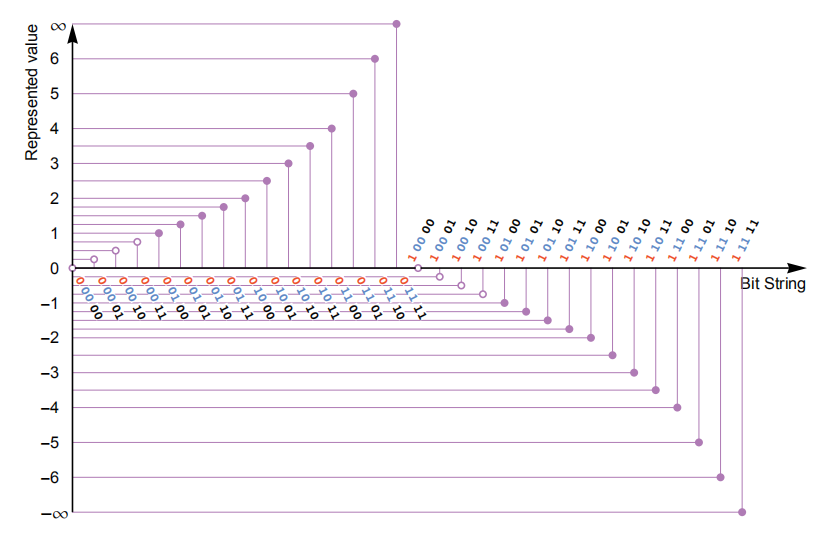 Represented value
∞
6
5
4
3
2
1
0
−1
−2
−3
−4
−5
−6
−∞
0 00 00
0 00 01
0 00 10
0 00 11
0 01 00
0 01 01
0 01 10
0 01 11
0 10 00
0 10 01
0 10 10
0 10 11
0 11 00
0 11 01
0 11 10
0 11 11
1 00 00
1 00 01
1 00 10
1 00 11
1 01 00
1 01 01
1 01 10
1 01 11
1 10 00
1 10 01
1 10 10
1 10 11
1 11 00
1 11 01
1 11 10
1 11 11
Bit String